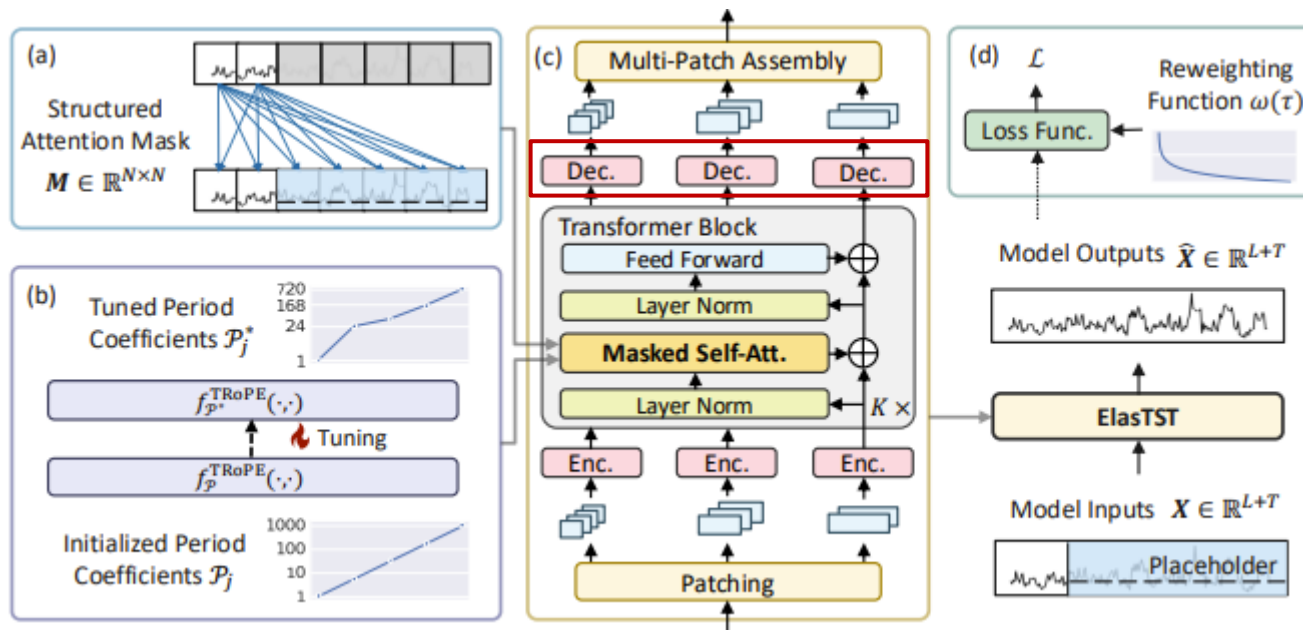 (a)
Structured
Attention Mask
M ∈ ℝ^{N×N}
(b)
Tuned Period
Coefficients 𝒫_j^*
720
168
24
1
f_{𝒫^*}^{TRoPE}(·,·)
Tuning
f_{𝒫}^{TRoPE}(·,·)
Initialized Period
Coefficients 𝒫_j
1000
100
10
1
(c)
Multi-Patch Assembly
Dec. Dec. Dec.
Transformer Block
Feed Forward
Layer Norm
Masked Self-Att.
Layer Norm
K ×
Enc. Enc. Enc.
Patching
(d)
ℒ
Loss Func.
Reweighting
Function ω(τ)
Model Outputs X̂ ∈ ℝ^{L+T}
ElasTST
Model Inputs X ∈ ℝ^{L+T}
Placeholder